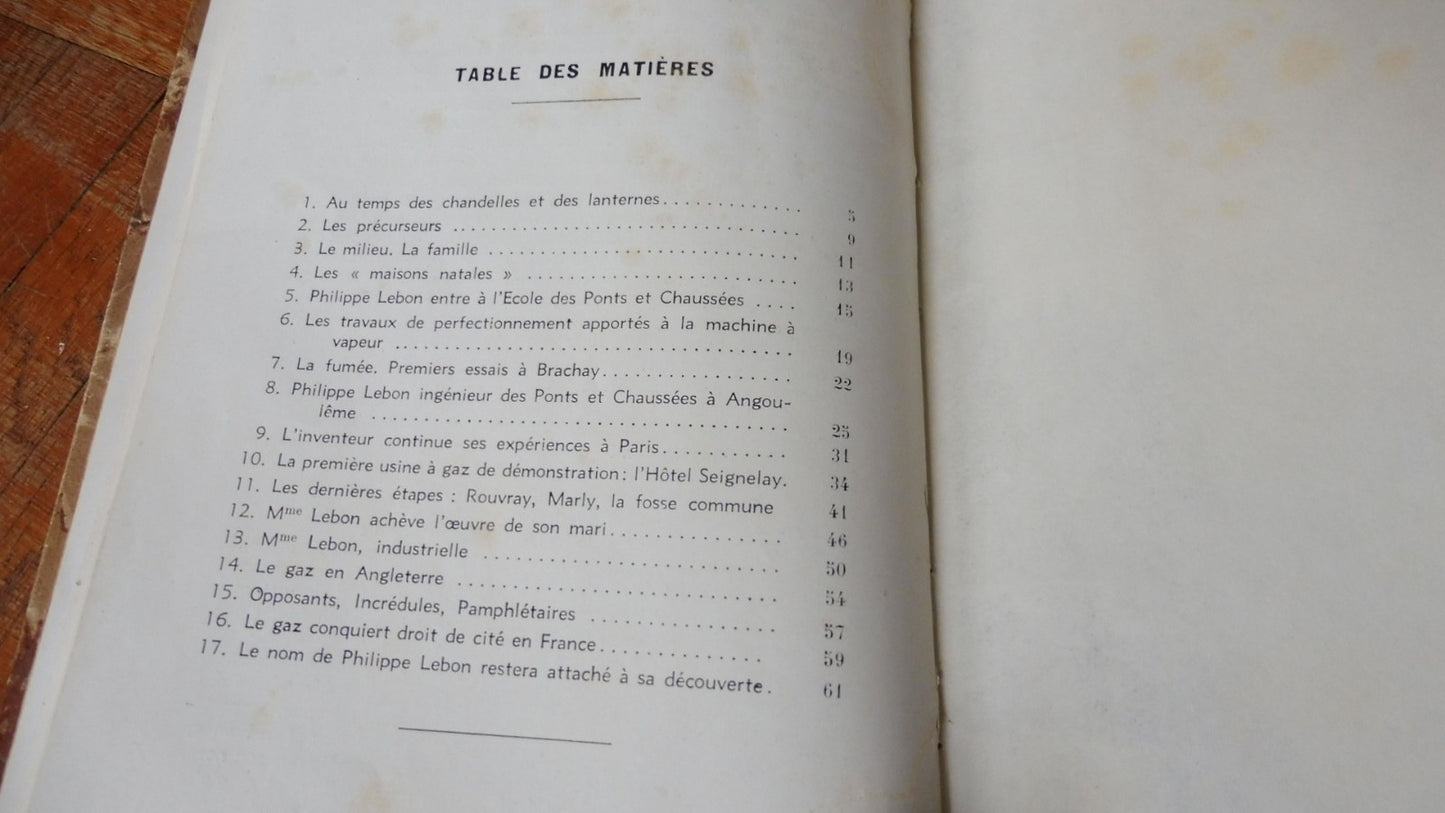 TABLE DES MATIÈRES
1. Au temps des chandelles et des lanternes............. 5
2. Les précurseurs ................................. 9
3. Le milieu. La famille ............................. 11
4. Les « maisons natales » ......................... 13
5. Philippe Lebon entre à l'Ecole des Ponts et Chaussées .... 15
6. Les travaux de perfectionnement apportés à la machine à
vapeur ..................................... 19
7. La fumée. Premiers essais à Brachay................. 22
8. Philippe Lebon ingénieur des Ponts et Chaussées à Angou-
lême ....................................... 25
9. L'inventeur continue ses expériences à Paris............ 31
10. La première usine à gaz de démonstration : l'Hôtel Seignelay. 34
11. Les dernières étapes : Rouvray, Marly, la fosse commune 41
12. Mme Lebon achève l'œuvre de son mari............... 46
13. Mme Lebon, industrielle ........................... 50
14. Le gaz en Angleterre ............................. 54
15. Opposants, Incrédules, Pamphlétaires ................ 57
16. Le gaz conquiert droit de cité en France.............. 59
17. Le nom de Philippe Lebon restera attaché à sa découverte. 61